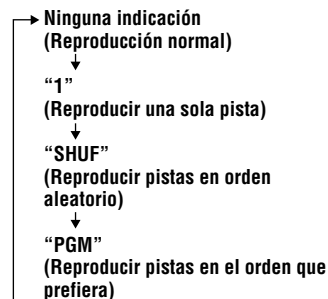 Ninguna indicación
(Reproducción normal)
“1”
(Reproducir una sola pista)
“SHUF”
(Reproducir pistas en orden
aleatorio)
“PGM”
(Reproducir pistas en el orden que
prefiera)